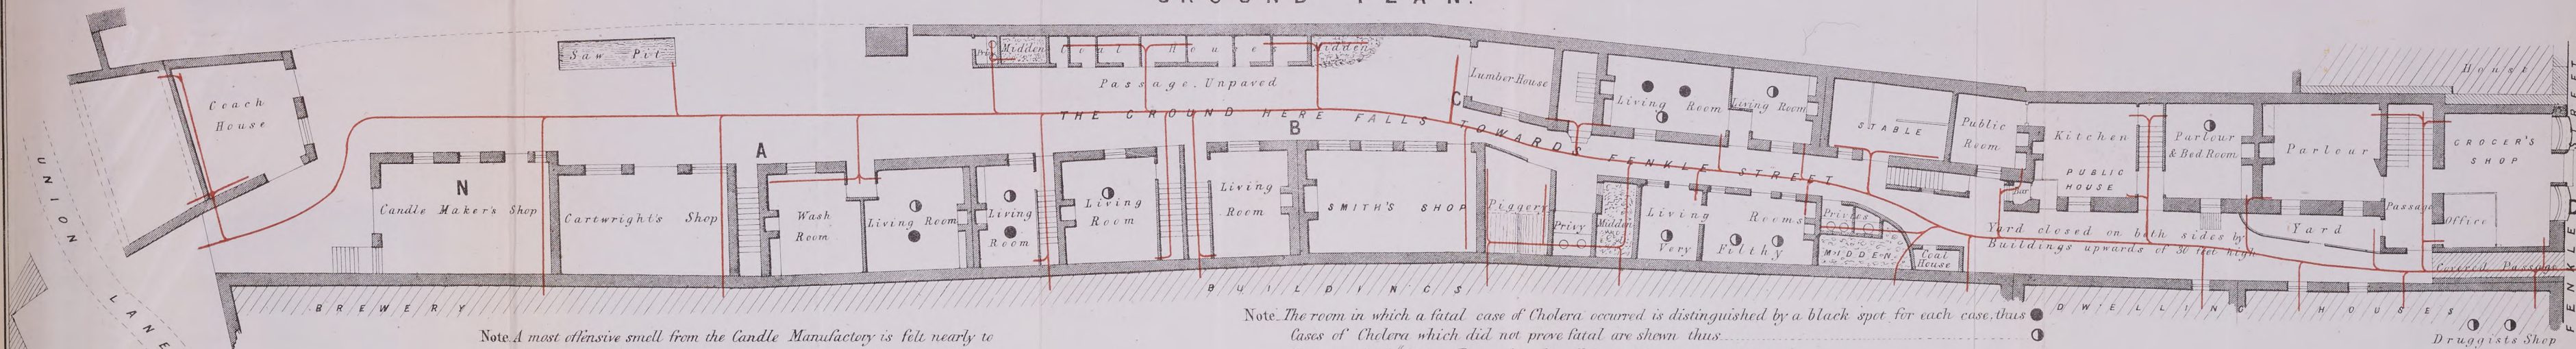 GROUND PLAN.
Saw Pit
Midden
Coal Houses
Midden
Passage, Unpaved
Coach
House
Lumber House
Living Room
Living Room
STABLE
Public
Room
Kitchen
PUBLIC
HOUSE
Bar
Parlour
& Bed Room
Parlour
House
GROCER'S
SHOP
Office
Passage
Yard
THE GROUND HERE FALLS TOWARDS FENKLE STREET
A
B
C
N
Candle Maker's Shop
Cartwright's Shop
Wash
Room
Living Room
Living
Room
Living
Room
Living
Room
SMITH'S SHOP
Piggery
Privy
Midden
Living Rooms
Very Filthy
Privies
MIDDEN
Coal
House
Yard closed on both sides by
Buildings upwards of 30 feet high
Covered Passage
UNION LANE
BREWERY BUILDINGS
DWELLING HOUSES
Druggists Shop
Note. A most offensive smell from the Candle Manufactory is felt nearly to
Note. The room in which a fatal case of Cholera occurred is distinguished by a black spot for each case, thus
Cases of Cholera which did not prove fatal are shown thus